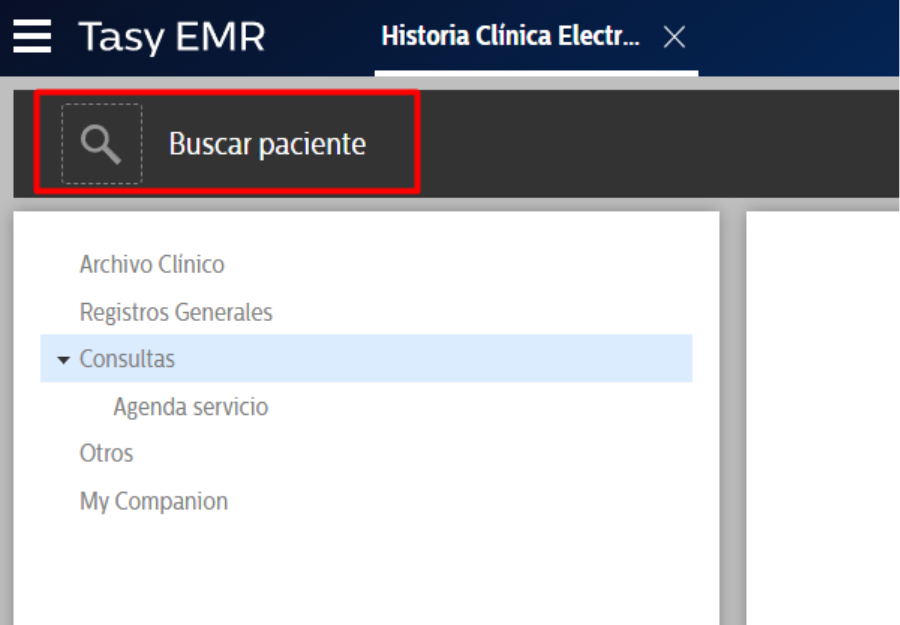 Tasy EMR
Historia Clínica Electr...
Buscar paciente
Archivo Clínico
Registros Generales
Consultas
Agenda servicio
Otros
My Companion